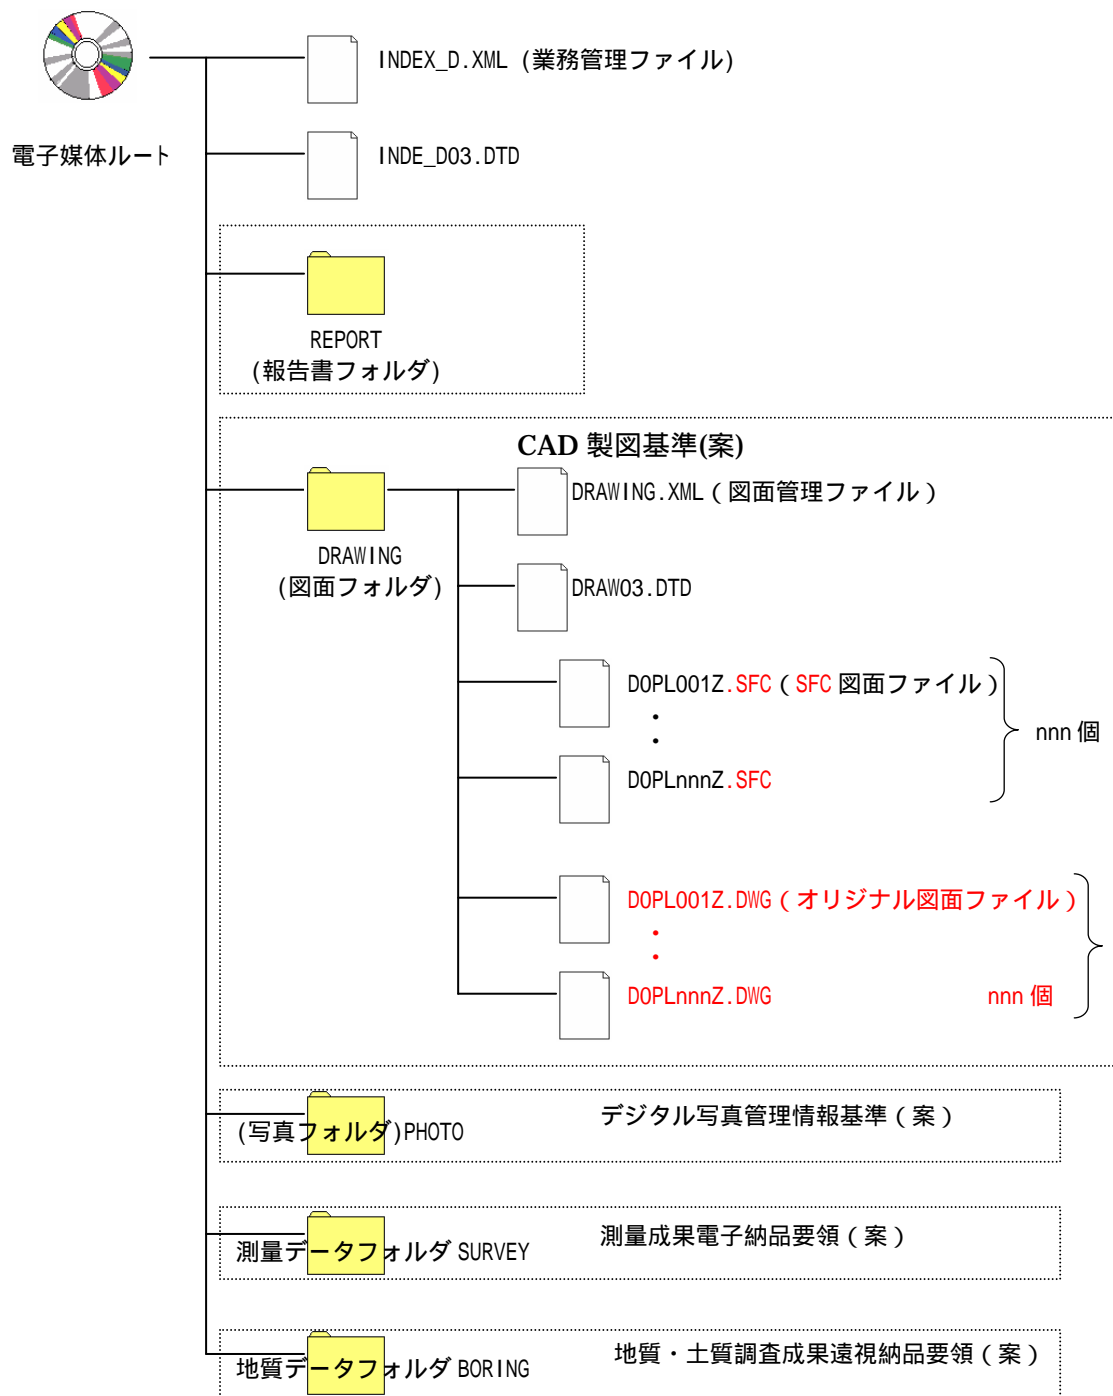 INDEX_D.XML (業務管理ファイル)
電子媒体ルート
INDE_D03.DTD
REPORT
(報告書フォルダ)
CAD 製図基準(案)
DRAWING.XML(図面管理ファイル)
DRAWING
(図面フォルダ)
DRAW03.DTD
D0PL001Z.SFC(SFC 図面ファイル)
・
・
nnn 個
D0PLnnnZ.SFC
D0PL001Z.DWG(オリジナル図面ファイル)
・
・
D0PLnnnZ.DWG nnn 個
(写真フォルダ)PHOTO デジタル写真管理情報基準(案)
測量データフォルダ SURVEY 測量成果電子納品要領(案)
地質データフォルダ BORING 地質・土質調査成果遠視納品要領(案)